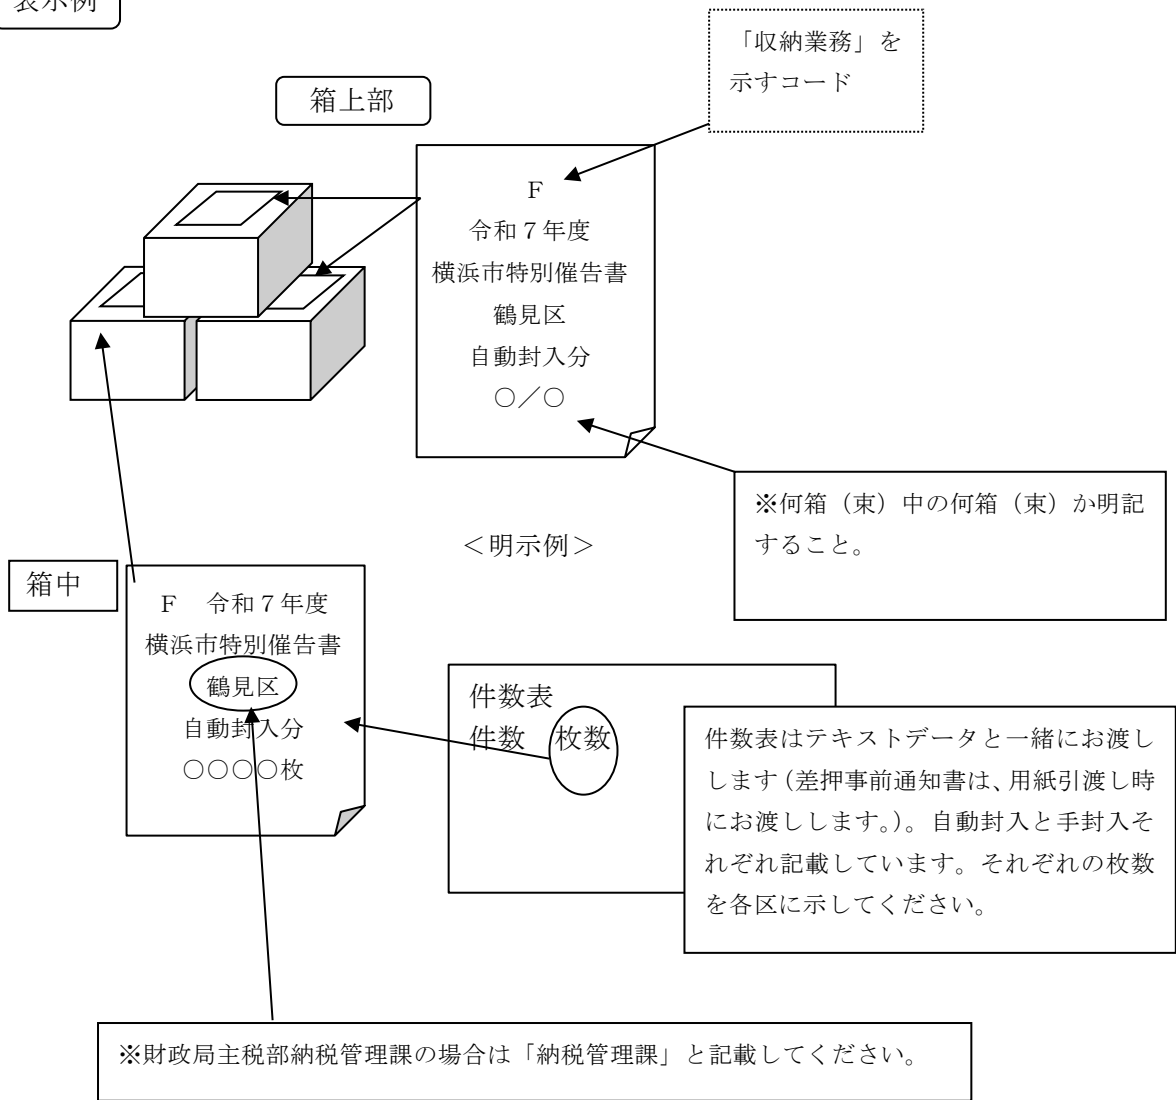 表示例
「収納業務」を
示すコード
箱上部
F
令和７年度
横浜市特別催告書
鶴見区
自動封入分
○／○
※何箱（束）中の何箱（束）か明記
すること。
＜明示例＞
箱中
F　令和７年度
横浜市特別催告書
鶴見区
自動封入分
○○○○枚
件数表
件数　枚数
件数表はテキストデータと一緒にお渡し
します（差押事前通知書は、用紙引渡し時
にお渡しします。）。自動封入と手封入そ
れぞれ記載しています。それぞれの枚数
を各区に示してください。
※財政局主税部納税管理課の場合は「納税管理課」と記載してください。